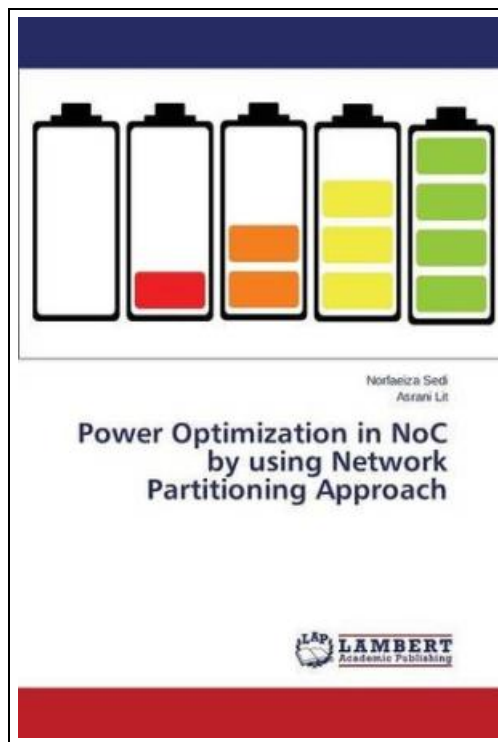 Norfaeiza Sedi
Asrani Lit
Power Optimization in NoC
by using Network
Partitioning Approach
LAP
LAMBERT
Academic Publishing